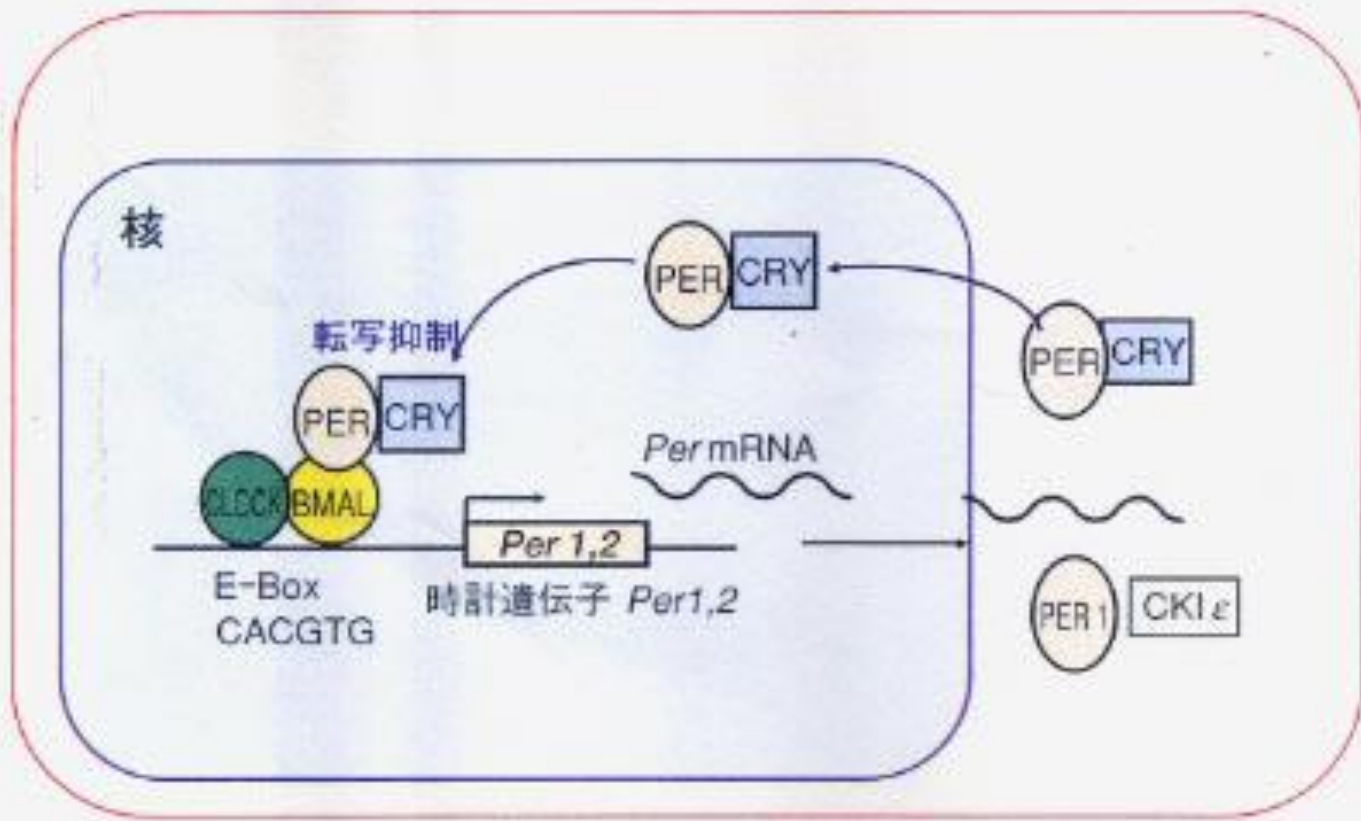 核
PER CRY
PER CRY
転写抑制
PER CRY
Per mRNA
CLOCK BMAL
Per 1,2
E-Box
CACGTG
時計遺伝子 Per1,2
PER 1 CKIε